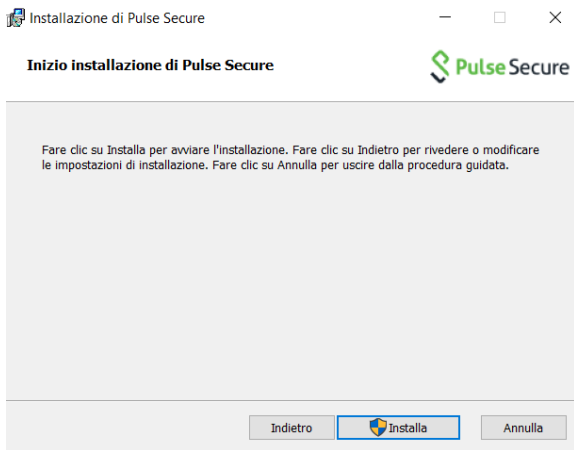 Installazione di Pulse Secure
Inizio installazione di Pulse Secure
Pulse Secure
Fare clic su Installa per avviare l'installazione. Fare clic su Indietro per rivedere o modificare
le impostazioni di installazione. Fare clic su Annulla per uscire dalla procedura guidata.
Indietro
Installa
Annulla